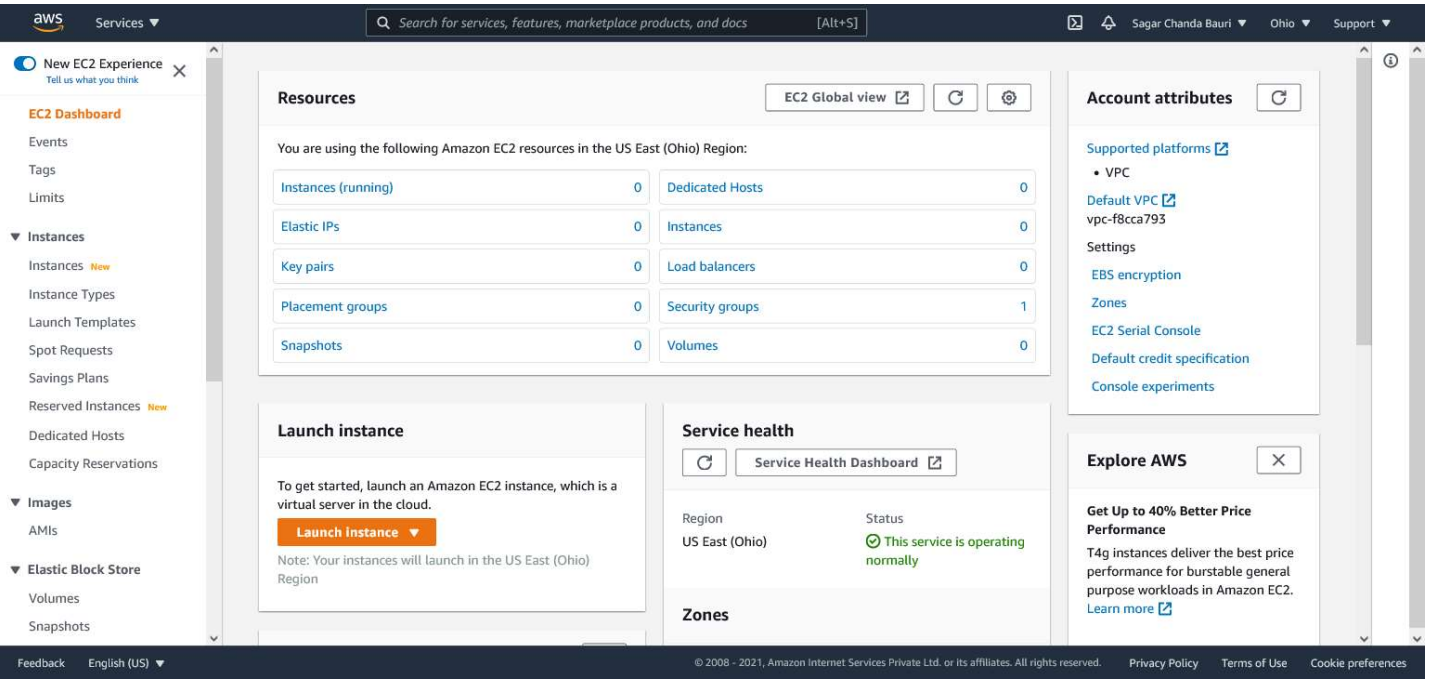 aws
Services ▼
Search for services, features, marketplace products, and docs [Alt+S]
Sagar Chanda Bauri ▼
Ohio ▼
Support ▼
New EC2 Experience
Tell us what you think
EC2 Dashboard
Events
Tags
Limits
▼ Instances
Instances New
Instance Types
Launch Templates
Spot Requests
Savings Plans
Reserved Instances New
Dedicated Hosts
Capacity Reservations
▼ Images
AMIs
▼ Elastic Block Store
Volumes
Snapshots
Resources
EC2 Global view
You are using the following Amazon EC2 resources in the US East (Ohio) Region:
Instances (running) 0
Dedicated Hosts 0
Elastic IPs 0
Instances 0
Key pairs 0
Load balancers 0
Placement groups 0
Security groups 1
Snapshots 0
Volumes 0
Launch instance
To get started, launch an Amazon EC2 instance, which is a
virtual server in the cloud.
Launch instance ▼
Note: Your instances will launch in the US East (Ohio)
Region
Service health
Service Health Dashboard
Region
Status
US East (Ohio)
This service is operating
normally
Zones
Account attributes
Supported platforms
• VPC
Default VPC
vpc-f8cca793
Settings
EBS encryption
Zones
EC2 Serial Console
Default credit specification
Console experiments
Explore AWS
Get Up to 40% Better Price
Performance
T4g instances deliver the best price
performance for burstable general
purpose workloads in Amazon EC2.
Learn more
Feedback
English (US) ▼
© 2008 - 2021, Amazon Internet Services Private Ltd. or its affiliates. All rights reserved.
Privacy Policy
Terms of Use
Cookie preferences